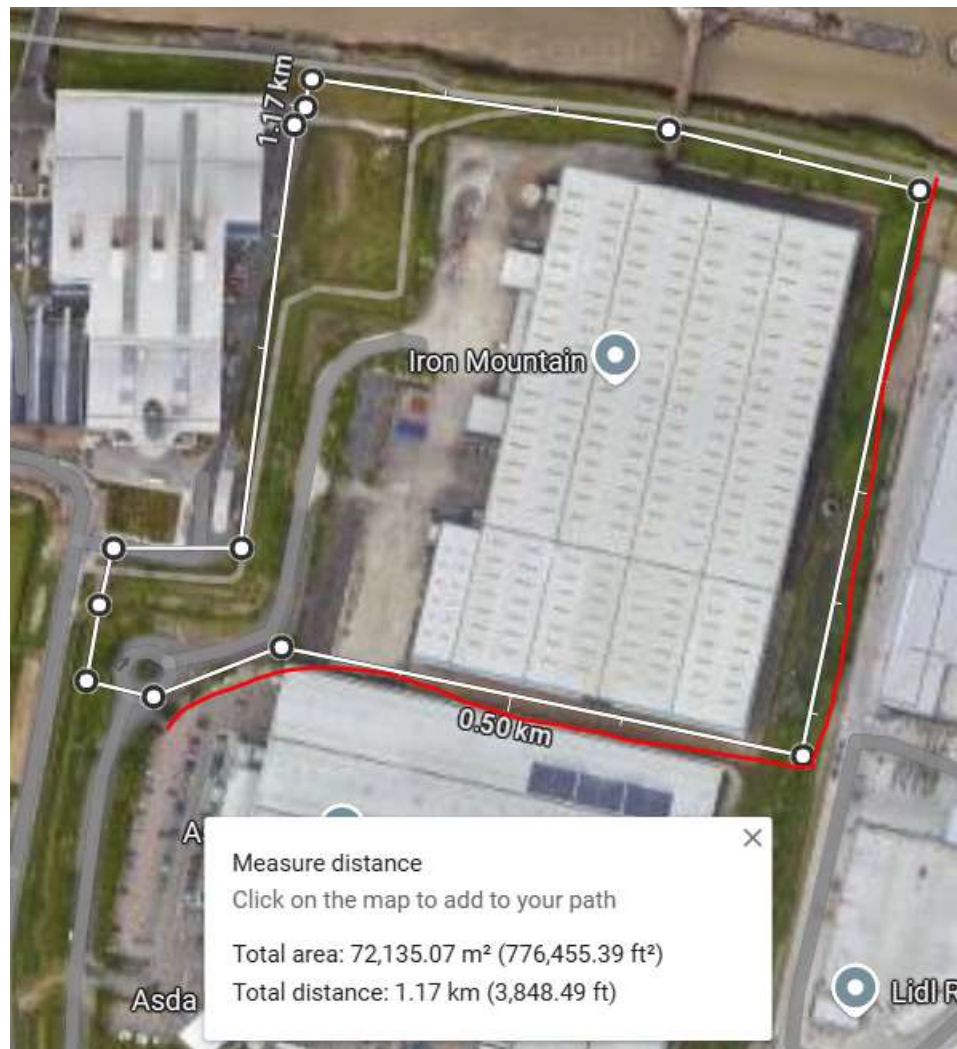 1.17 km
Iron Mountain
0.50 km
Measure distance
Click on the map to add to your path
Total area: 72,135.07 m² (776,455.39 ft²)
Total distance: 1.17 km (3,848.49 ft)
Asda
Lidl R